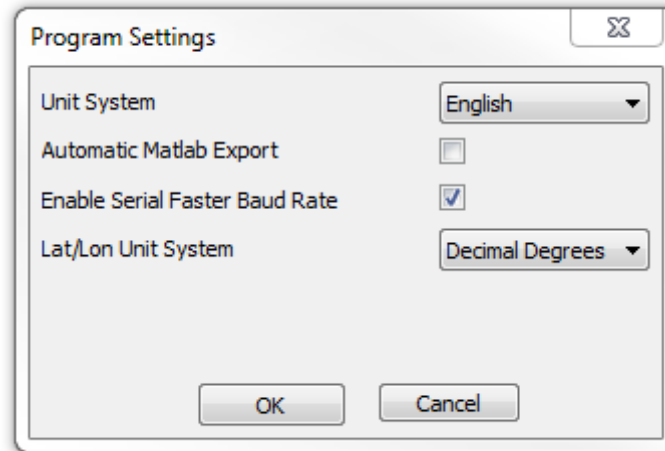 Program Settings
Unit System English
Automatic Matlab Export
Enable Serial Faster Baud Rate
Lat/Lon Unit System Decimal Degrees
OK Cancel